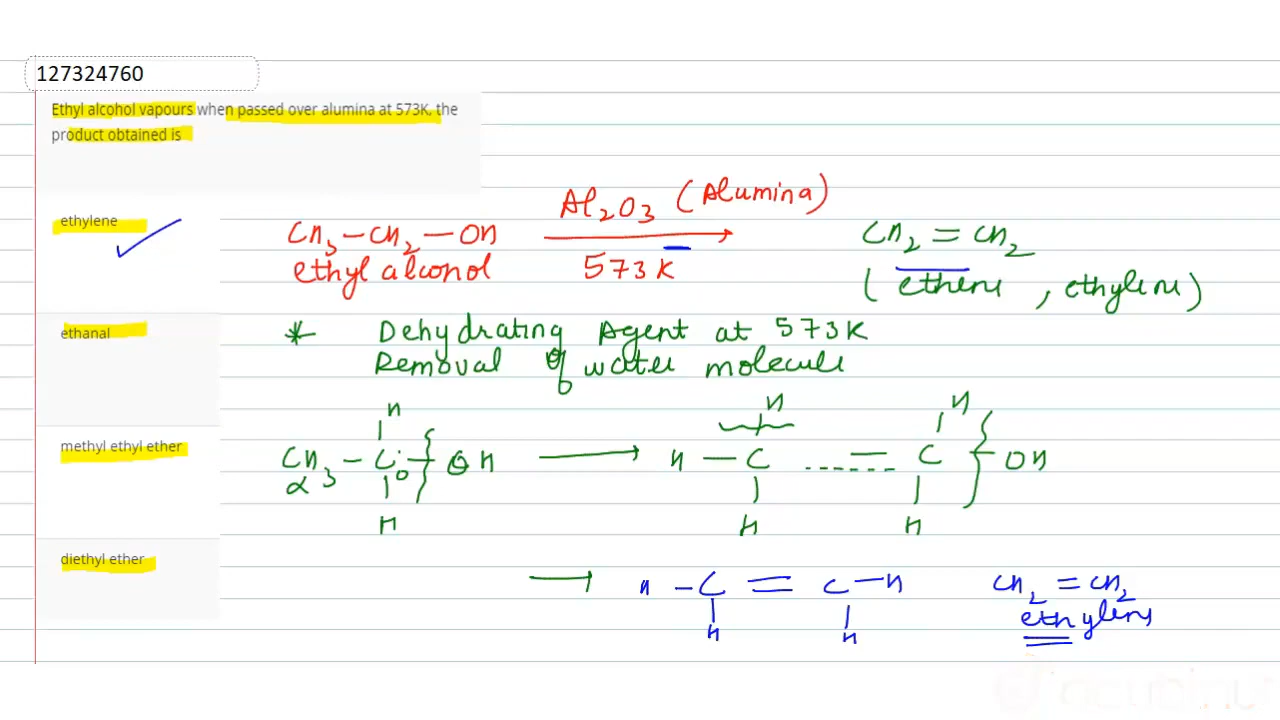 127324760
Ethyl alcohol vapours when passed over alumina at 573K, the
product obtained is
ethylene
ethanal
methyl ethyl ether
diethyl ether
CH3 – CH2 – OH
Al2O3 (Alumina)
573 K
CH2 = CH2
ethyl alcohol
(ethene, ethylene)
* Dehydrating Agent at 573K
Removal of water molecule
H
CH3 – C – OH
α
H
H H
H – C = C – OH
H H
H – C = C – H
H H
CH2 = CH2
ethylene